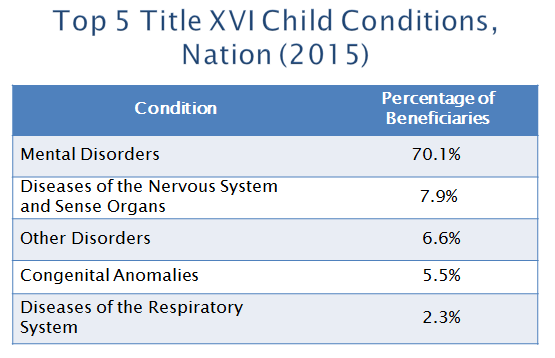 Top 5 Title XVI Child Conditions,
Nation (2015)
Condition
Percentage of
Beneficiaries
Mental Disorders
70.1%
Diseases of the Nervous System
and Sense Organs
7.9%
Other Disorders
6.6%
Congenital Anomalies
5.5%
Diseases of the Respiratory
System
2.3%